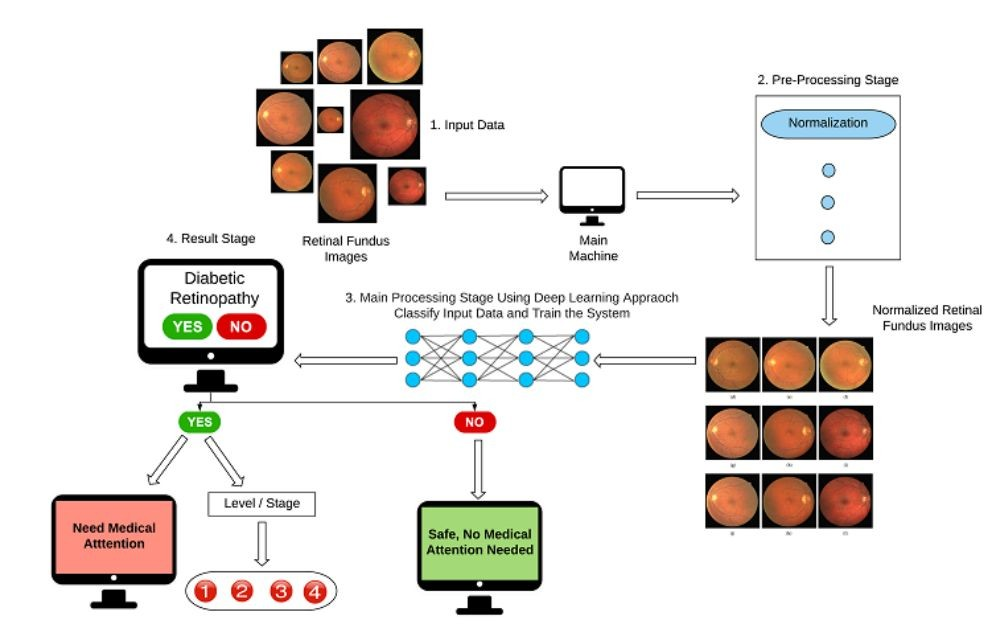 1. Input Data
Retinal Fundus
Images
Main
Machine
2. Pre-Processing Stage
Normalization
Normalized Retinal
Fundus Images
3. Main Processing Stage Using Deep Learning Appraoch
Classify Input Data and Train the System
4. Result Stage
Diabetic
Retinopathy
YES NO
YES
NO
Need Medical
Atttention
Level / Stage
1 2 3 4
Safe, No Medical
Attention Needed